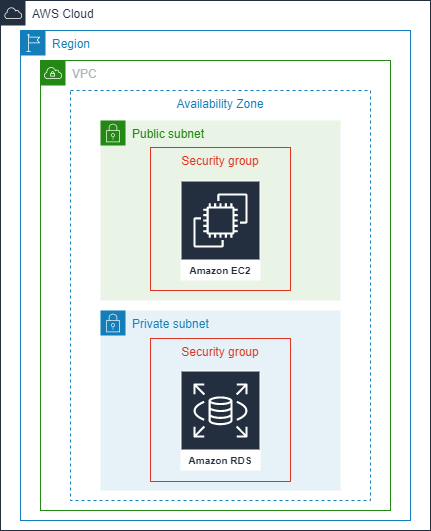 AWS Cloud
Region
VPC
Availability Zone
Public subnet
Security group
Amazon EC2
Private subnet
Security group
Amazon RDS